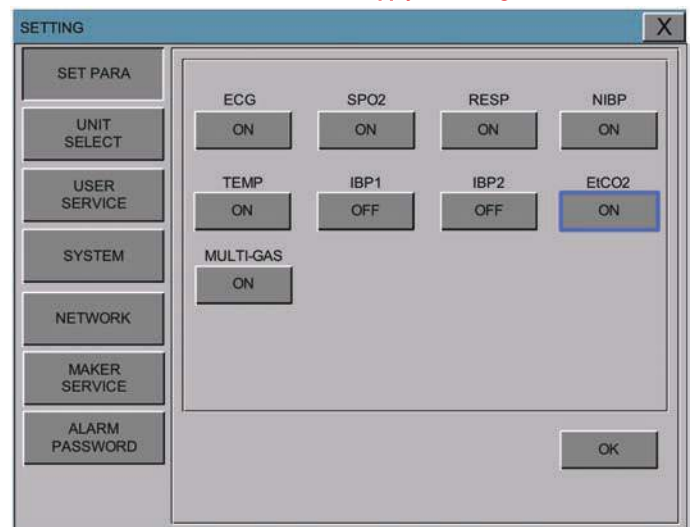 SETTING X
SET PARA
UNIT
SELECT
USER
SERVICE
SYSTEM
NETWORK
MAKER
SERVICE
ALARM
PASSWORD
ECG SPO2 RESP NIBP
ON ON ON ON
TEMP IBP1 IBP2 EtCO2
ON OFF OFF ON
MULTI-GAS
ON
OK